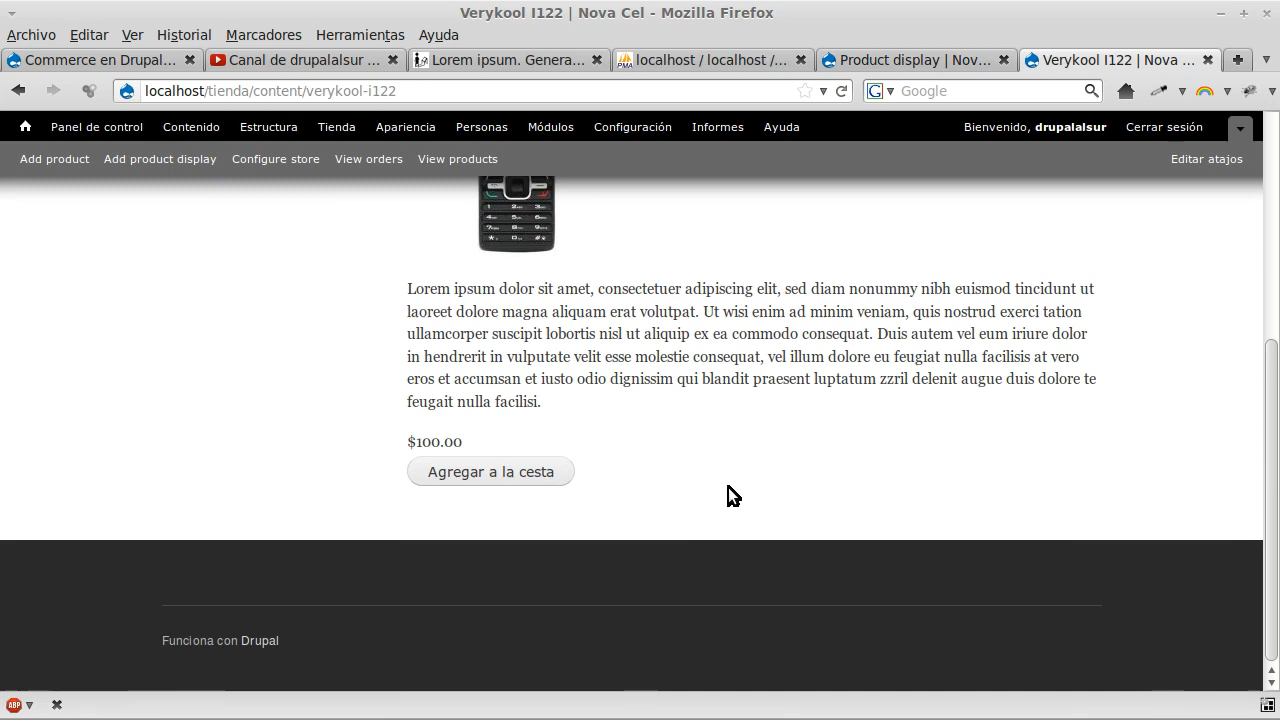 Verykool I122 | Nova Cel - Mozilla Firefox
Archivo Editar Ver Historial Marcadores Herramientas Ayuda
Commerce en Drupal... Canal de drupalalsur ... Lorem ipsum. Genera... localhost / localhost /... Product display | Nov... Verykool I122 | Nova ...
localhost/tienda/content/verykool-i122 Google
Panel de control Contenido Estructura Tienda Apariencia Personas Módulos Configuración Informes Ayuda Bienvenido, drupalalsur Cerrar sesión
Add product Add product display Configure store View orders View products Editar atajos
Lorem ipsum dolor sit amet, consectetuer adipiscing elit, sed diam nonummy nibh euismod tincidunt ut
laoreet dolore magna aliquam erat volutpat. Ut wisi enim ad minim veniam, quis nostrud exerci tation
ullamcorper suscipit lobortis nisl ut aliquip ex ea commodo consequat. Duis autem vel eum iriure dolor
in hendrerit in vulputate velit esse molestie consequat, vel illum dolore eu feugiat nulla facilisis at vero
eros et accumsan et iusto odio dignissim qui blandit praesent luptatum zzril delenit augue duis dolore te
feugait nulla facilisi.
$100.00
Agregar a la cesta
Funciona con Drupal
ABP